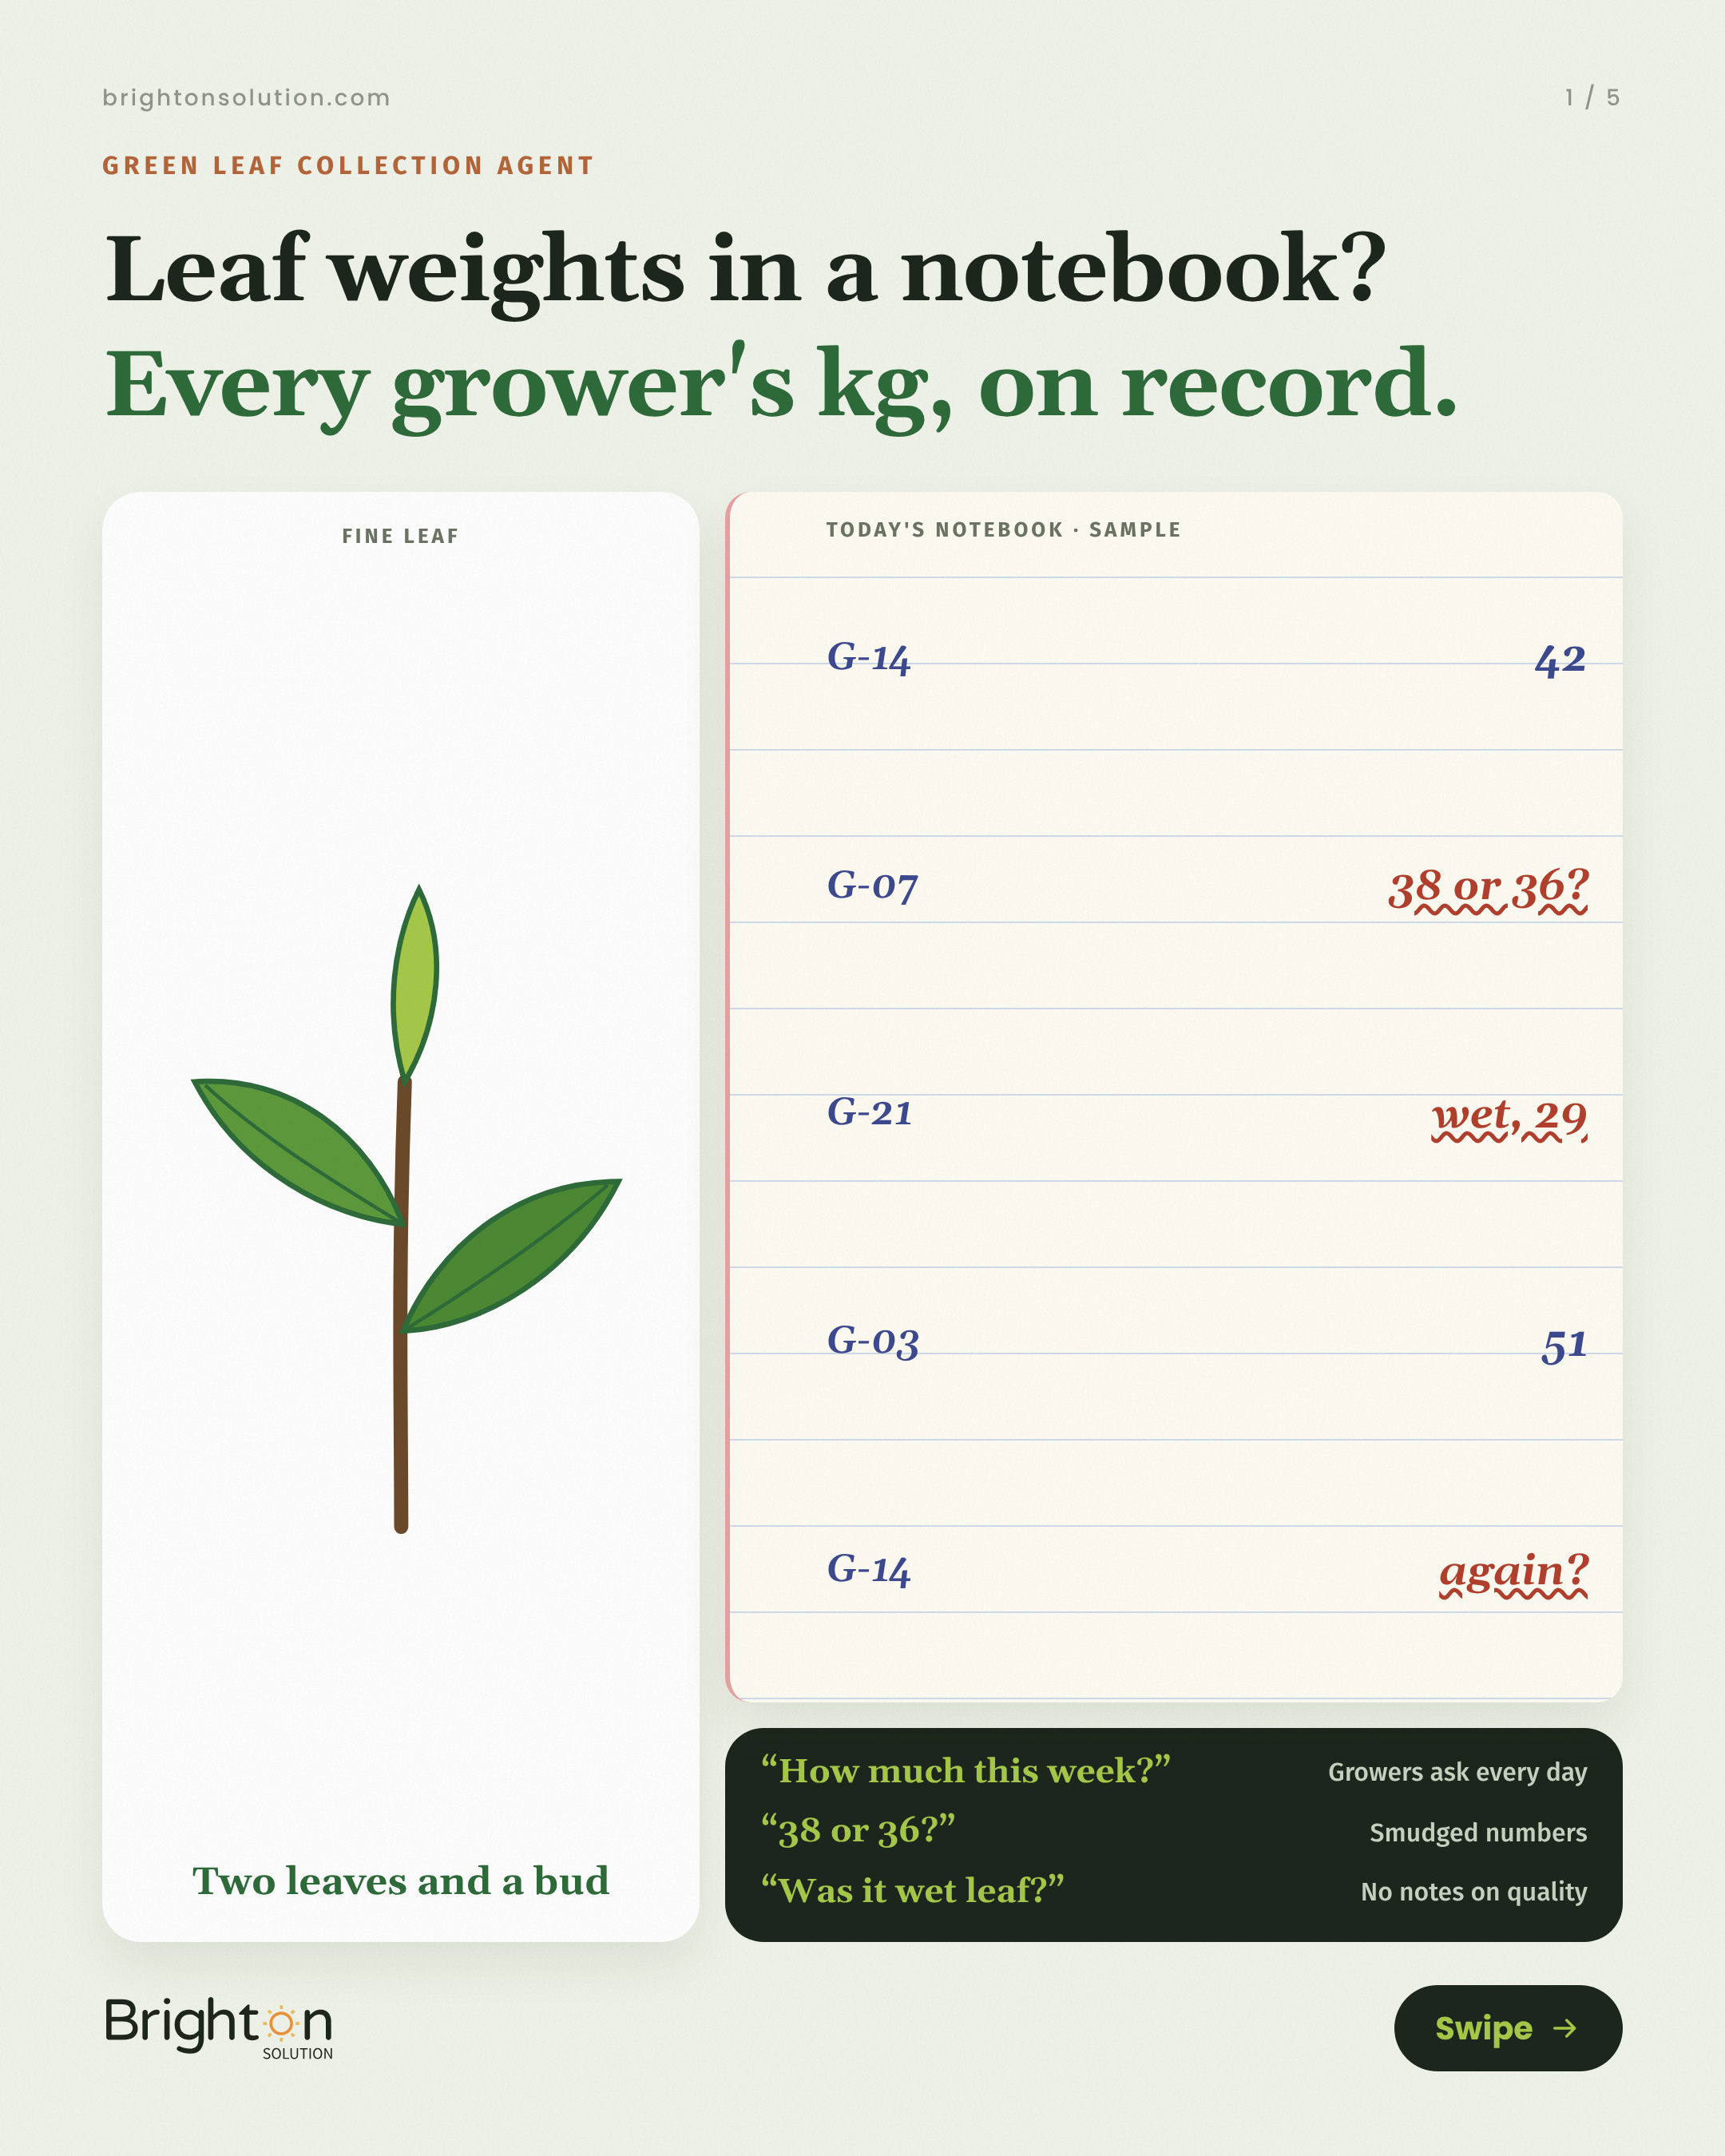 brightonsolution.com
1 / 5
GREEN LEAF COLLECTION AGENT
Leaf weights in a notebook?
Every grower's kg, on record.
FINE LEAF
Two leaves and a bud
TODAY'S NOTEBOOK · SAMPLE
G-14 42
G-07 38 or 36?
G-21 wet, 29
G-03 51
G-14 again?
“How much this week?” Growers ask every day
“38 or 36?” Smudged numbers
“Was it wet leaf?” No notes on quality
Brighton
SOLUTION
Swipe →